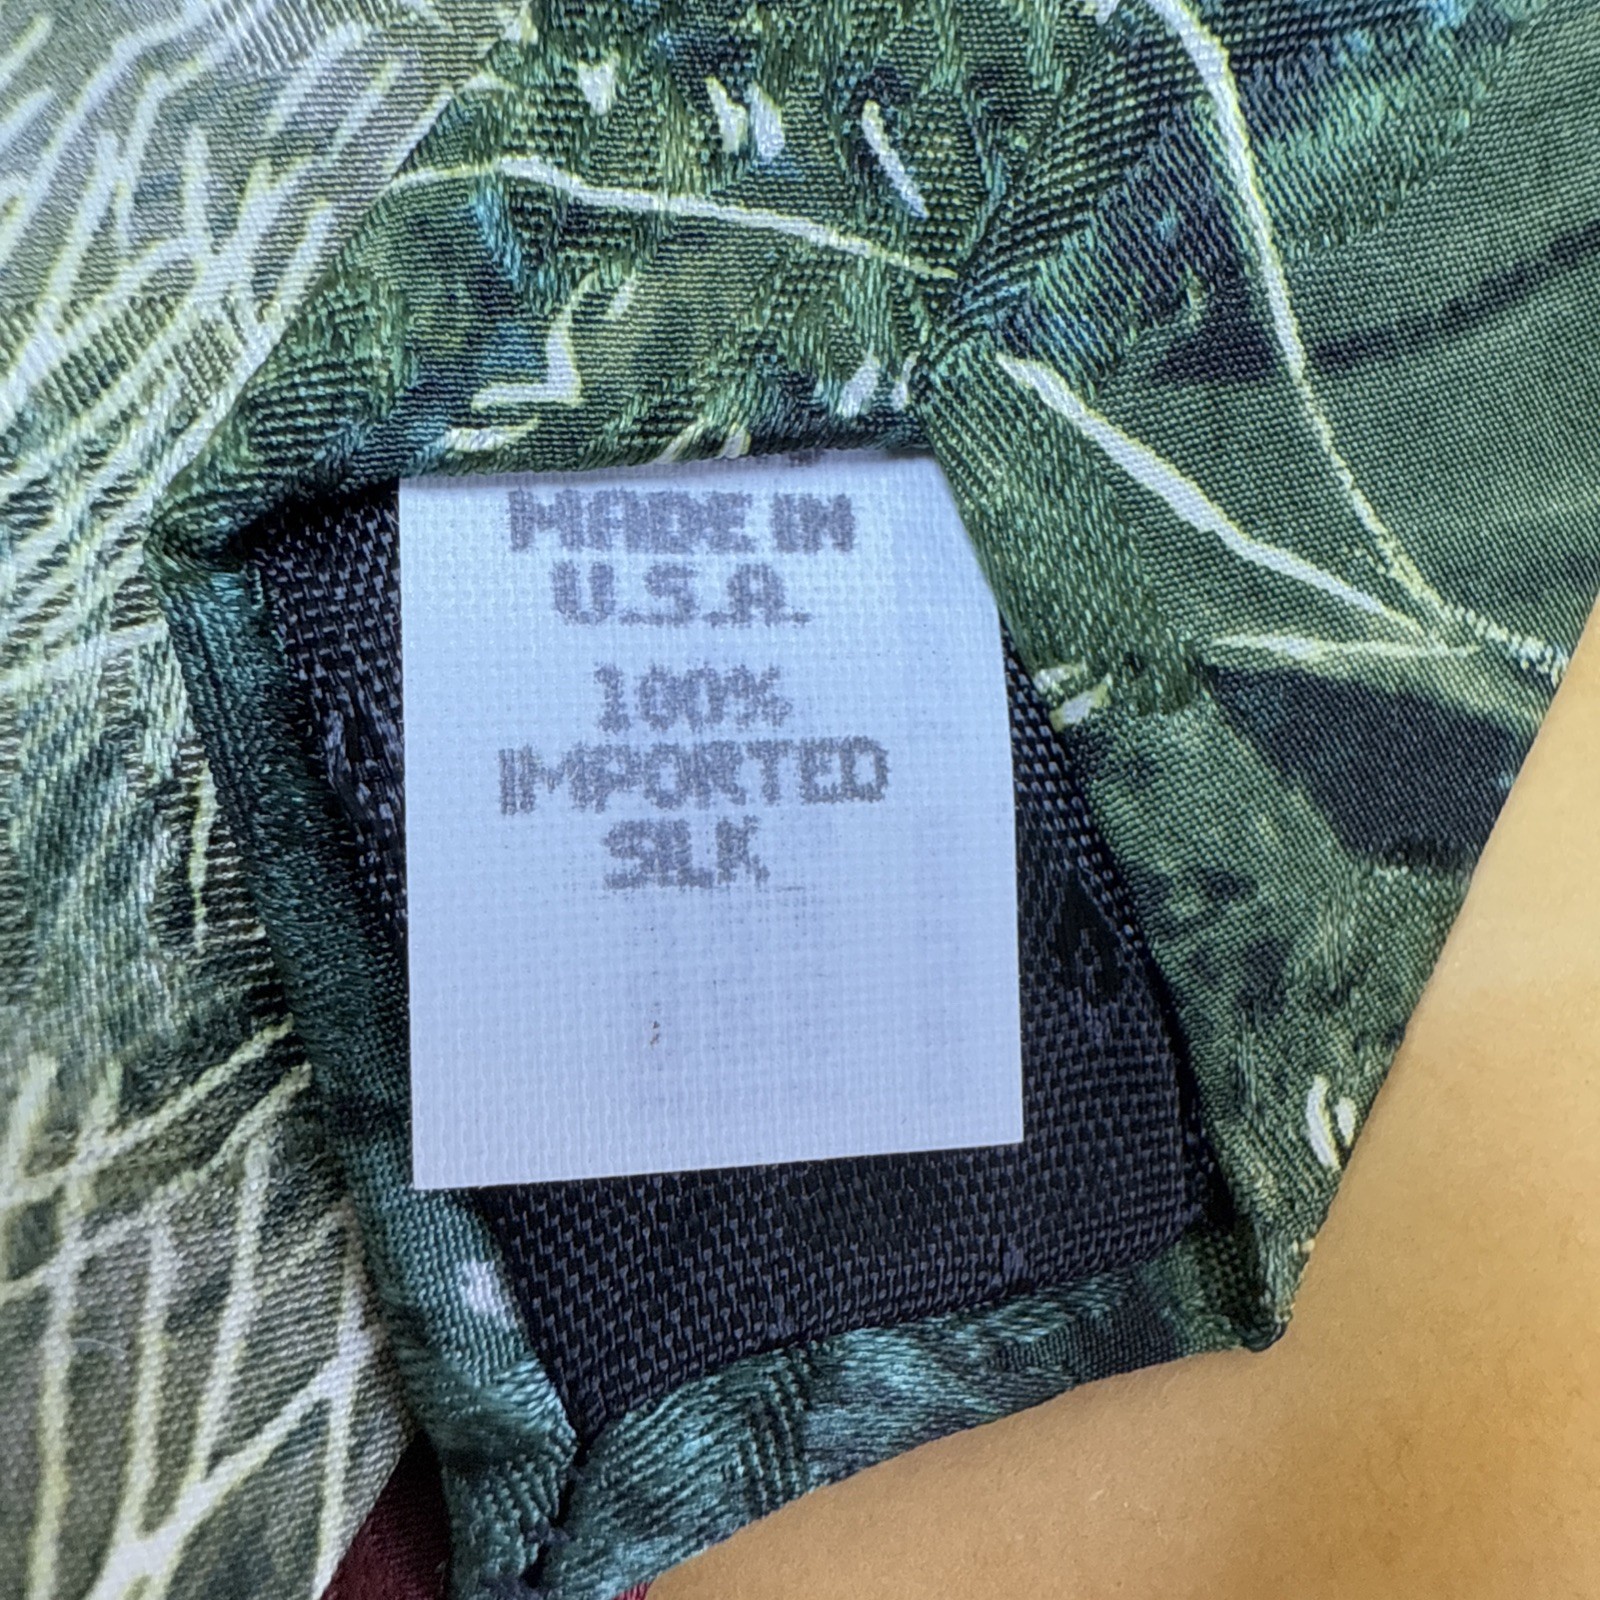 MADE IN
U.S.A.
100%
IMPORTED
SILK